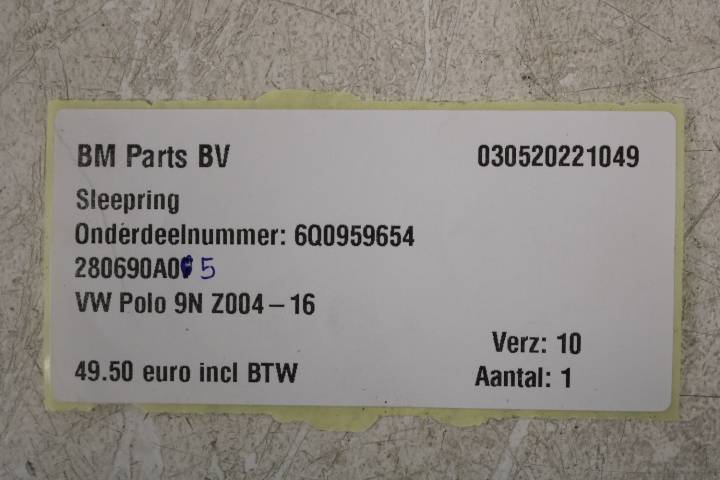 BM Parts BV 030520221049
Sleepring
Onderdeelnummer: 6Q0959654
280690A0 5
VW Polo 9N Z004-16
Verz: 10
49.50 euro incl BTW Aantal: 1